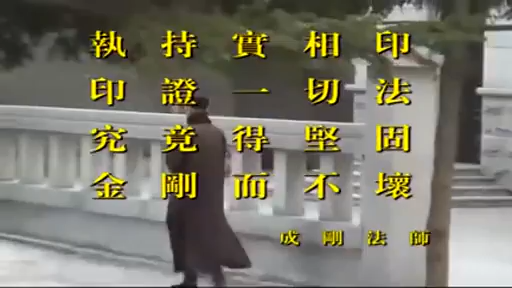 執持實相印
印證一切法
究竟得堅固
金剛而不壞
成剛法師